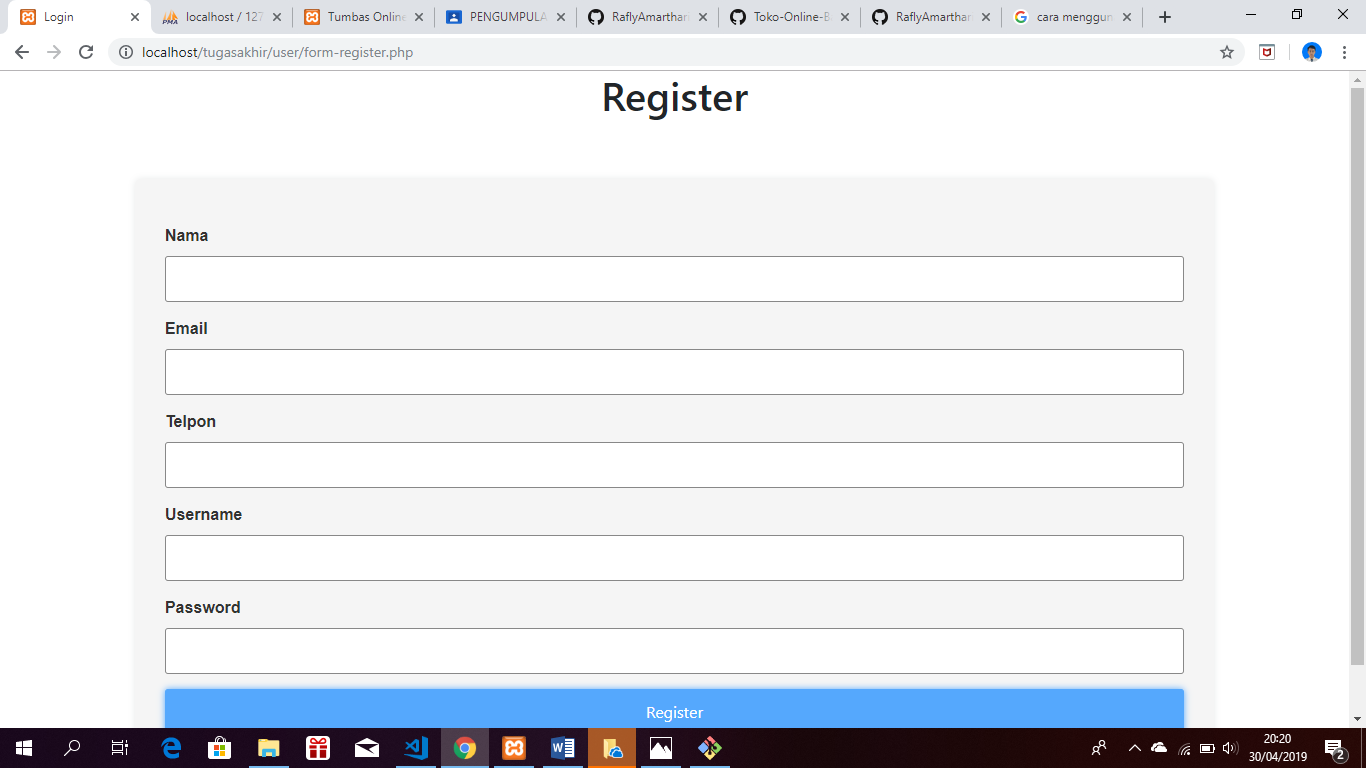 Login
localhost / 127
Tumbas Online
PENGUMPULA
RaflyAmarthar
Toko-Online-B
RaflyAmarthar
cara menggun
localhost/tugasakhir/user/form-register.php
Register
Nama
Email
Telpon
Username
Password
Register
20:20
30/04/2019
2